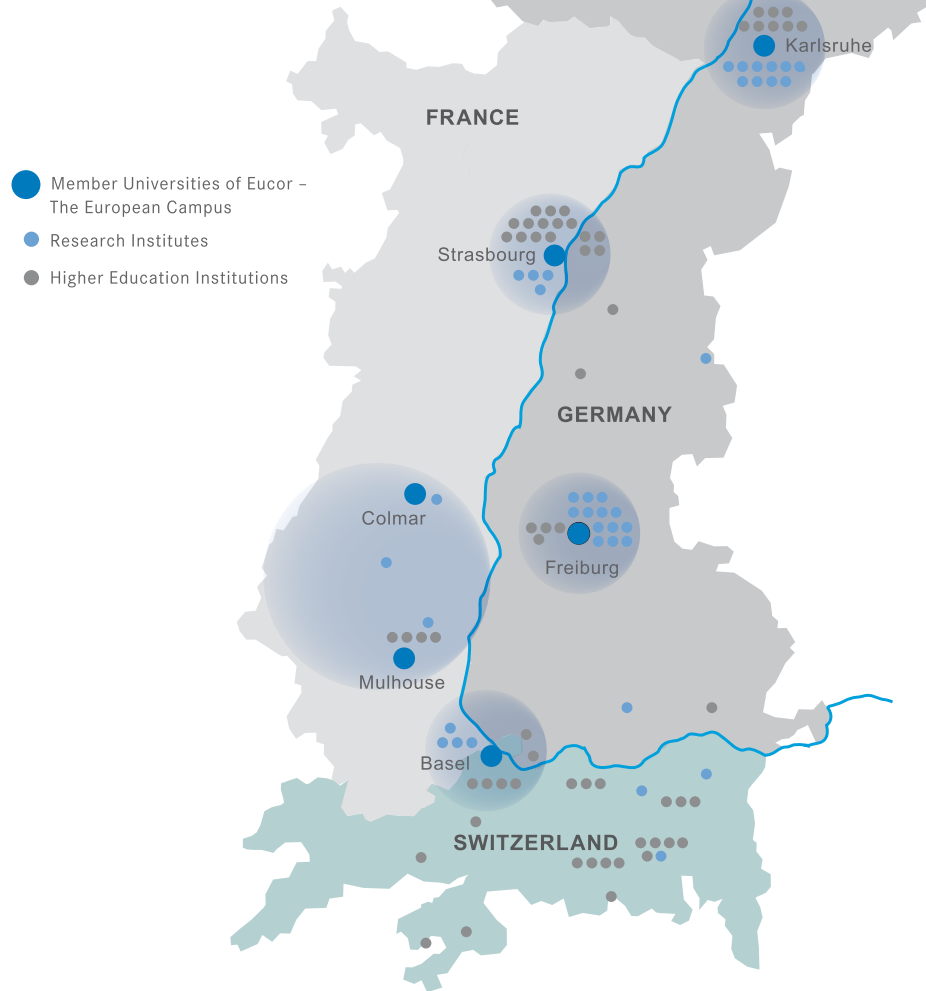 Karlsruhe
FRANCE
Member Universities of Eucor –
The European Campus
Research Institutes
Strasbourg
Higher Education Institutions
GERMANY
Colmar
Freiburg
Mulhouse
Basel
SWITZERLAND